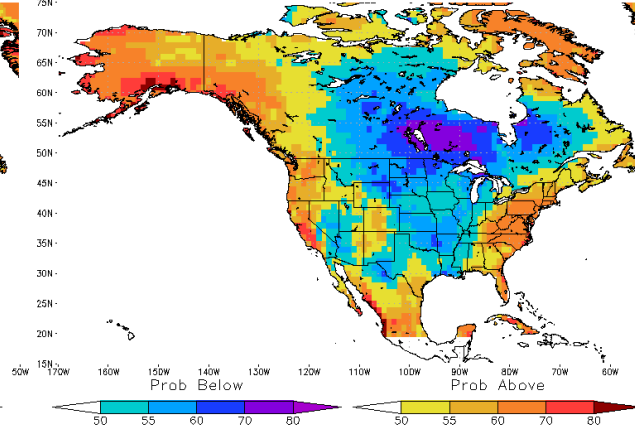 75N
70N
65N
60N
55N
50N
45N
40N
35N
30N
25N
20N
15N
50W 170W 160W 150W 140W 130W 120W 110W 100W 90W 80W 70W 60W
Prob Below Prob Above
50 55 60 70 80 50 55 60 70 80